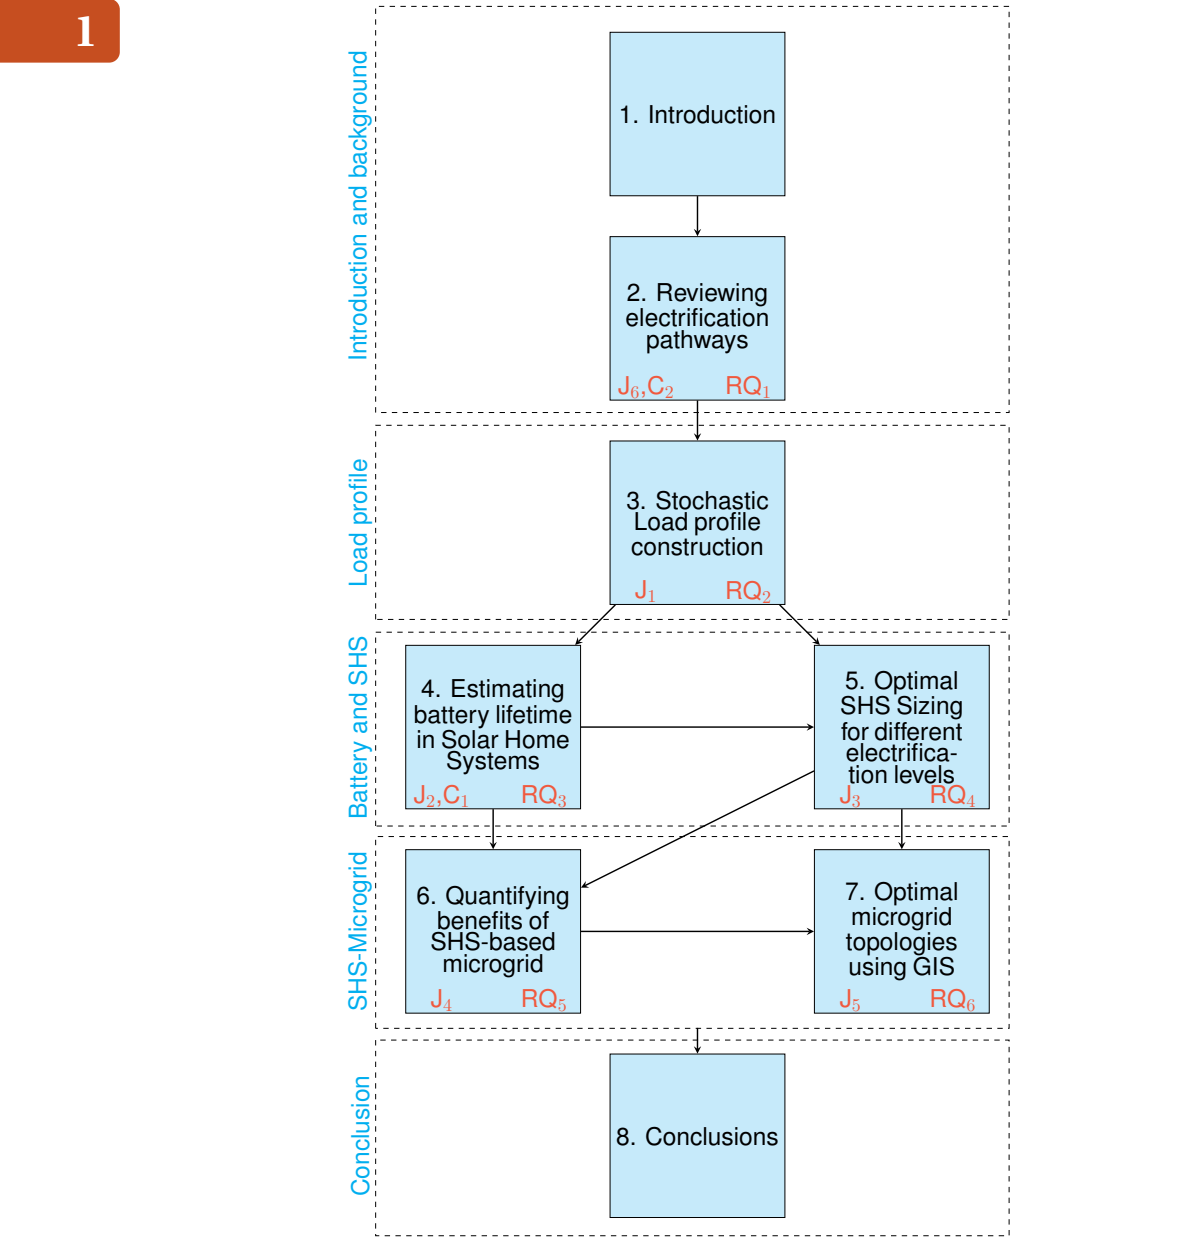 1
Introduction and background
1. Introduction
2. Reviewing
electrification
pathways
J₆,C₂ RQ₁
Load profile
3. Stochastic
Load profile
construction
J₁ RQ₂
Battery and SHS
4. Estimating
battery lifetime
in Solar Home
Systems
J₂,C₁ RQ₃
5. Optimal
SHS Sizing
for different
electrifica-
tion levels
J₃ RQ₄
SHS-Microgrid
6. Quantifying
benefits of
SHS-based
microgrid
J₄ RQ₅
7. Optimal
microgrid
topologies
using GIS
J₅ RQ₆
Conclusion
8. Conclusions